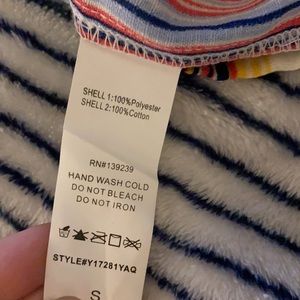 SHELL 1:100%Polyester
SHELL 2:100%Cotton
RN#139239
HAND WASH COLD
DO NOT BLEACH
DO NOT IRON
STYLE#Y17281YAQ
S